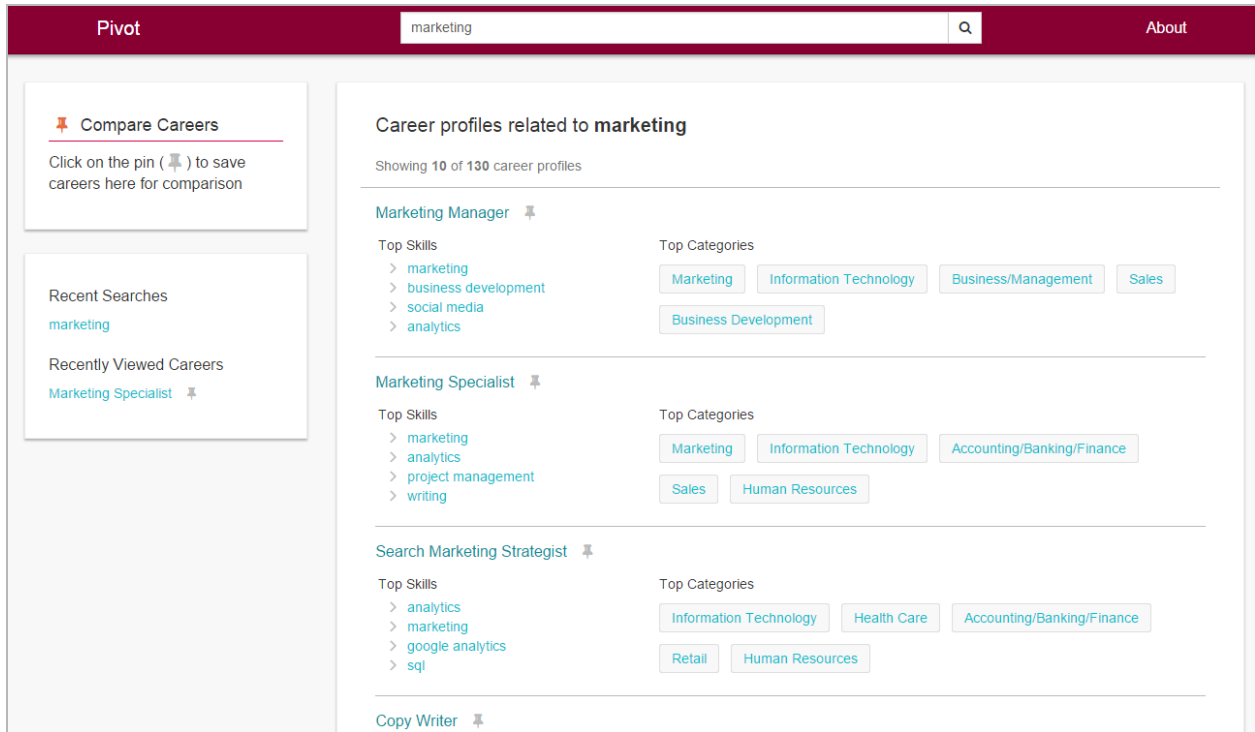 Pivot
marketing
About
Compare Careers
Click on the pin ( ) to save
careers here for comparison
Recent Searches
marketing
Recently Viewed Careers
Marketing Specialist
Career profiles related to marketing
Showing 10 of 130 career profiles
Marketing Manager
Top Skills
marketing
business development
social media
analytics
Top Categories
Marketing Information Technology Business/Management Sales
Business Development
Marketing Specialist
Top Skills
marketing
analytics
project management
writing
Top Categories
Marketing Information Technology Accounting/Banking/Finance
Sales Human Resources
Search Marketing Strategist
Top Skills
analytics
marketing
google analytics
sql
Top Categories
Information Technology Health Care Accounting/Banking/Finance
Retail Human Resources
Copy Writer